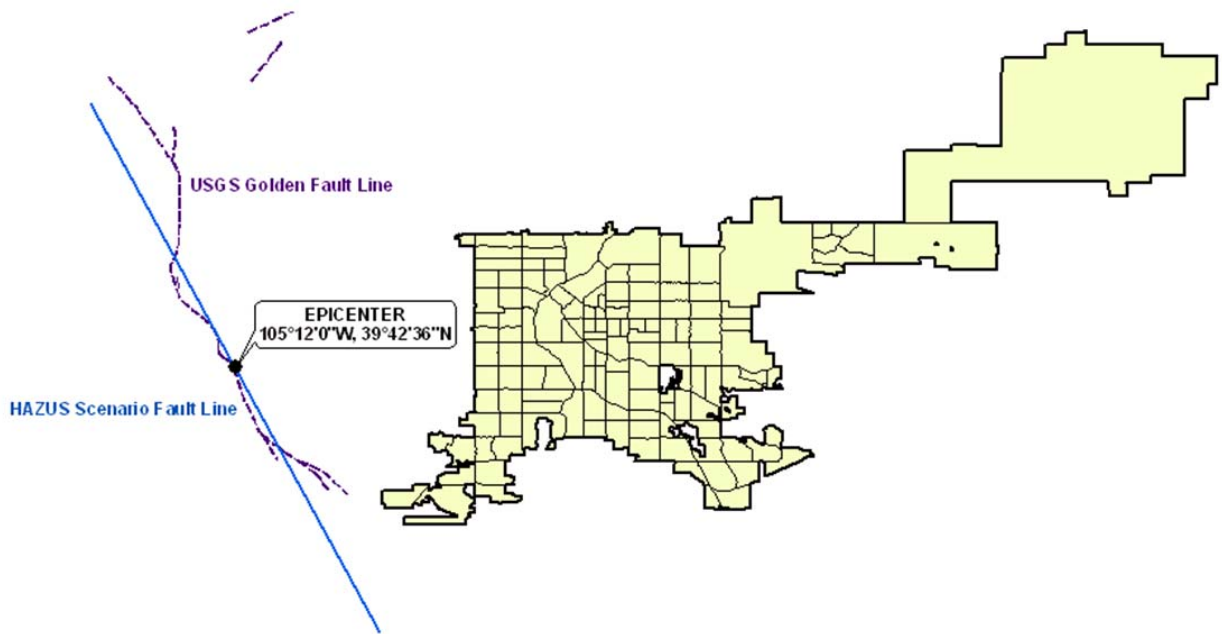 USGS Golden Fault Line
EPICENTER
105°12'0"W, 39°42'36"N
HAZUS Scenario Fault Line